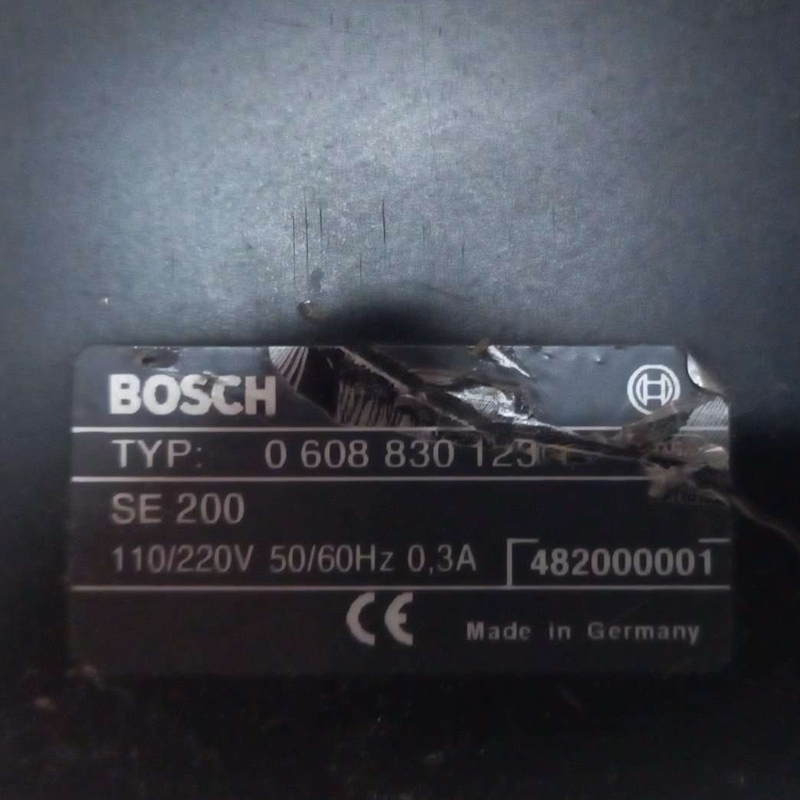 BOSCH
TYP: 0 608 830 123
SE 200
110/220V 50/60Hz 0,3A 482000001
CE
Made in Germany